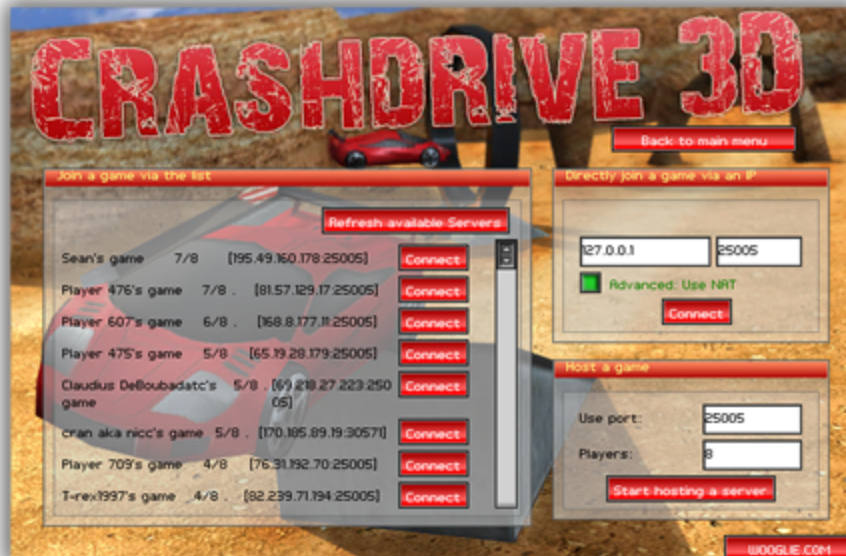 CRASHDRIVE 3D
Back to main menu
Join a game via the list
Refresh available Servers
Sean's game 7/8 [195.49.160.178:25005] Connect
Player 476's game 7/8 . [81.57.129.17:25005] Connect
Player 607's game 6/8 . [168.8.177.11:25005] Connect
Player 475's game 5/8 [65.19.28.179:25005] Connect
Claudius DeBoubadatc's 5/8 . [69.218.27.223:250 Connect
game 05]
cran aka nicc's game 5/8 . [170.185.89.19:30571] Connect
Player 709's game 4/8 [76.31.192.70:25005] Connect
T-rex1997's game 4/8 . [82.239.71.194:25005] Connect
Directly join a game via an IP
127.0.0.1 25005
Advanced: Use NAT
Connect
Host a game
Use port: 25005
Players: 8
Start hosting a server
WOOGLIE.COM